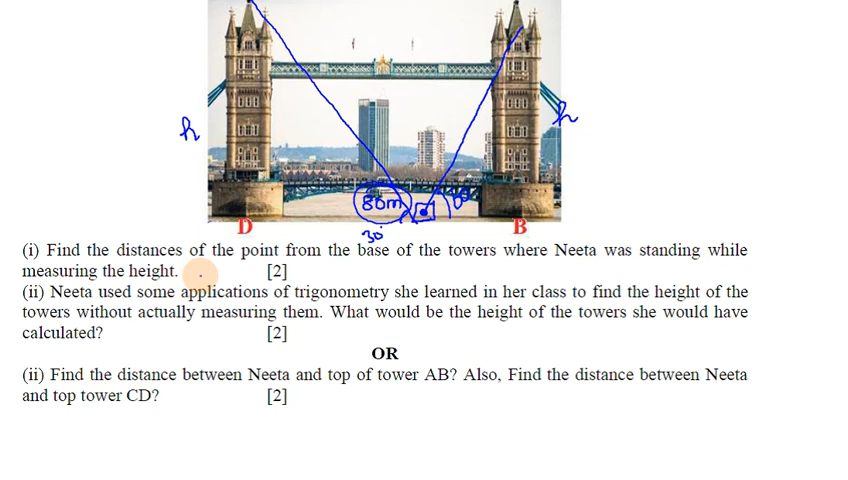 h
h
80m
60°
30°
D
B
(i) Find the distances of the point from the base of the towers where Neeta was standing while
measuring the height. [2]
(ii) Neeta used some applications of trigonometry she learned in her class to find the height of the
towers without actually measuring them. What would be the height of the towers she would have
calculated? [2]
OR
(ii) Find the distance between Neeta and top of tower AB? Also, Find the distance between Neeta
and top tower CD? [2]